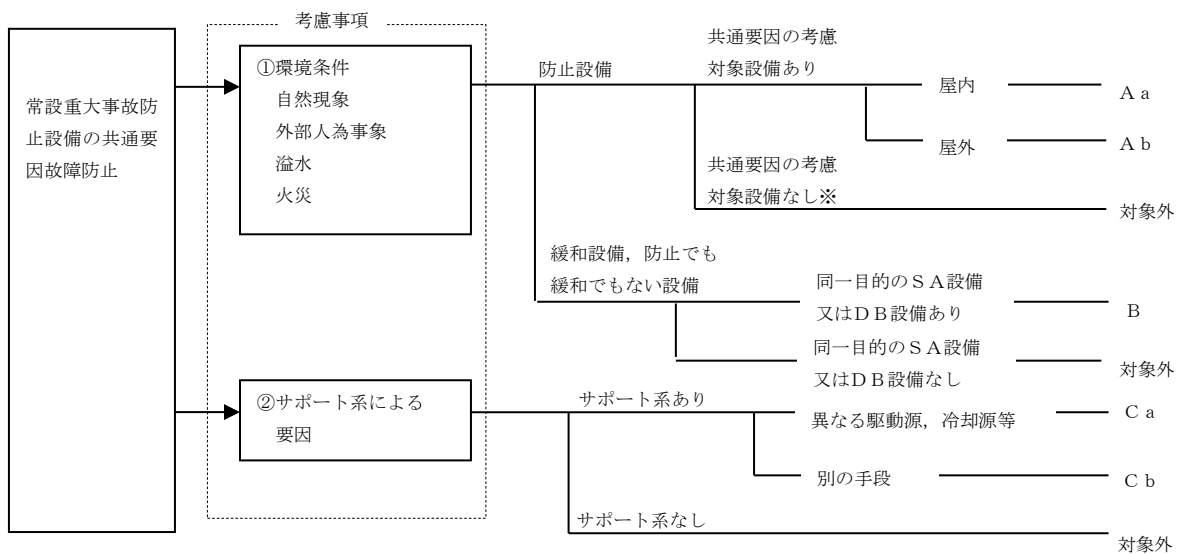 考慮事項
常設重大事故防
止設備の共通要
因故障防止
①環境条件
自然現象
外部人為事象
溢水
火災
防止設備
共通要因の考慮
対象設備あり
屋内
Ａａ
屋外
Ａｂ
共通要因の考慮
対象設備なし※
対象外
緩和設備，防止でも
緩和でもない設備
同一目的のＳＡ設備
又はＤＢ設備あり
Ｂ
同一目的のＳＡ設備
又はＤＢ設備なし
対象外
②サポート系による
要因
サポート系あり
異なる駆動源，冷却源等
Ｃａ
別の手段
Ｃｂ
サポート系なし
対象外